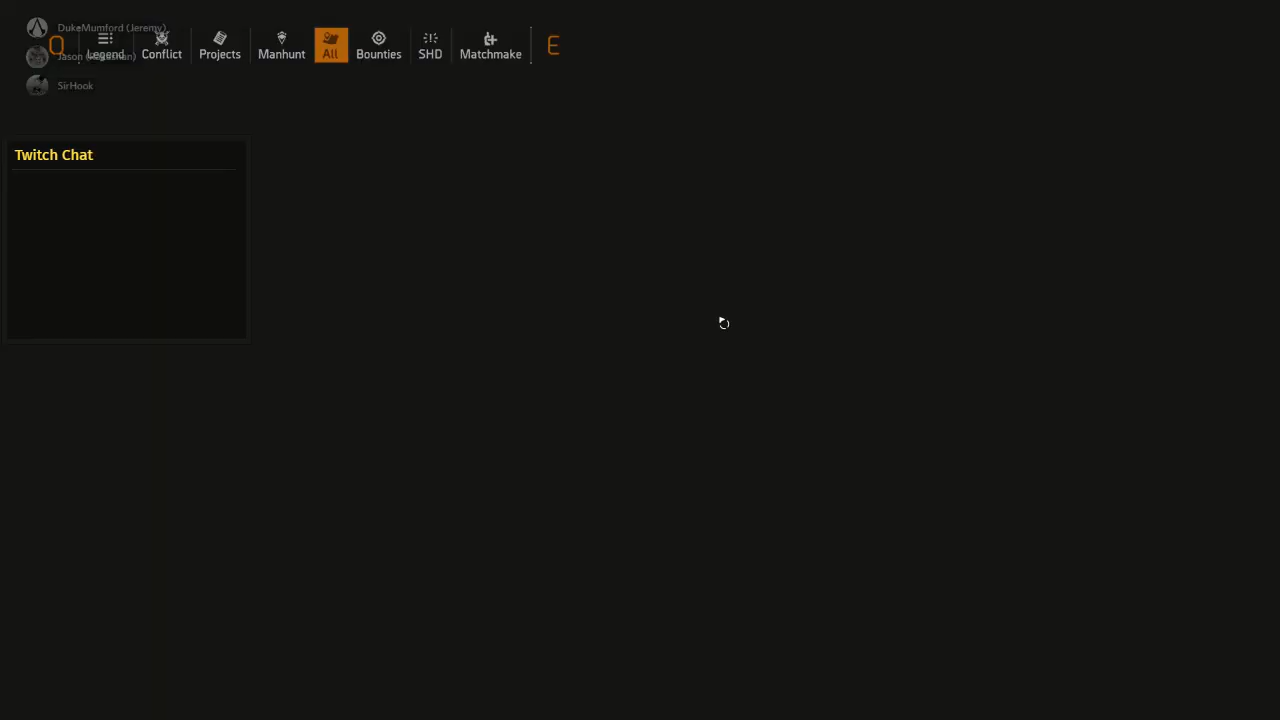 DukeMumford (Jeremy)
Q Legend Conflict Projects Manhunt All Bounties SHD Matchmake E
SirHook
Twitch Chat